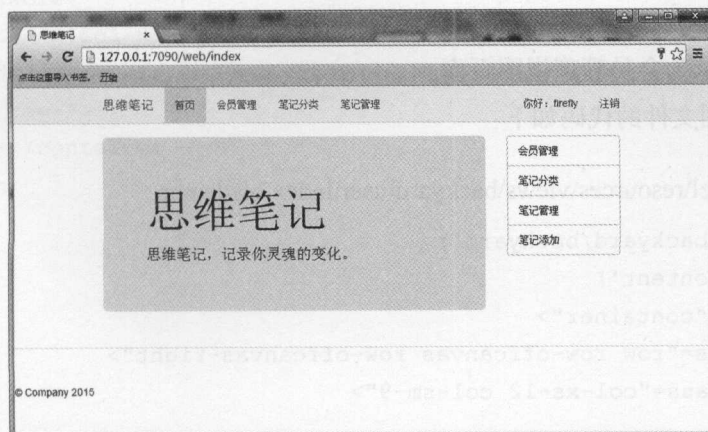 思维笔记
127.0.0.1:7090/web/index
点击这里导入书签。 开始
思维笔记 首页 会员管理 笔记分类 笔记管理 你好：firefly 注销
思维笔记
思维笔记，记录你灵魂的变化。
会员管理
笔记分类
笔记管理
笔记添加
© Company 2015